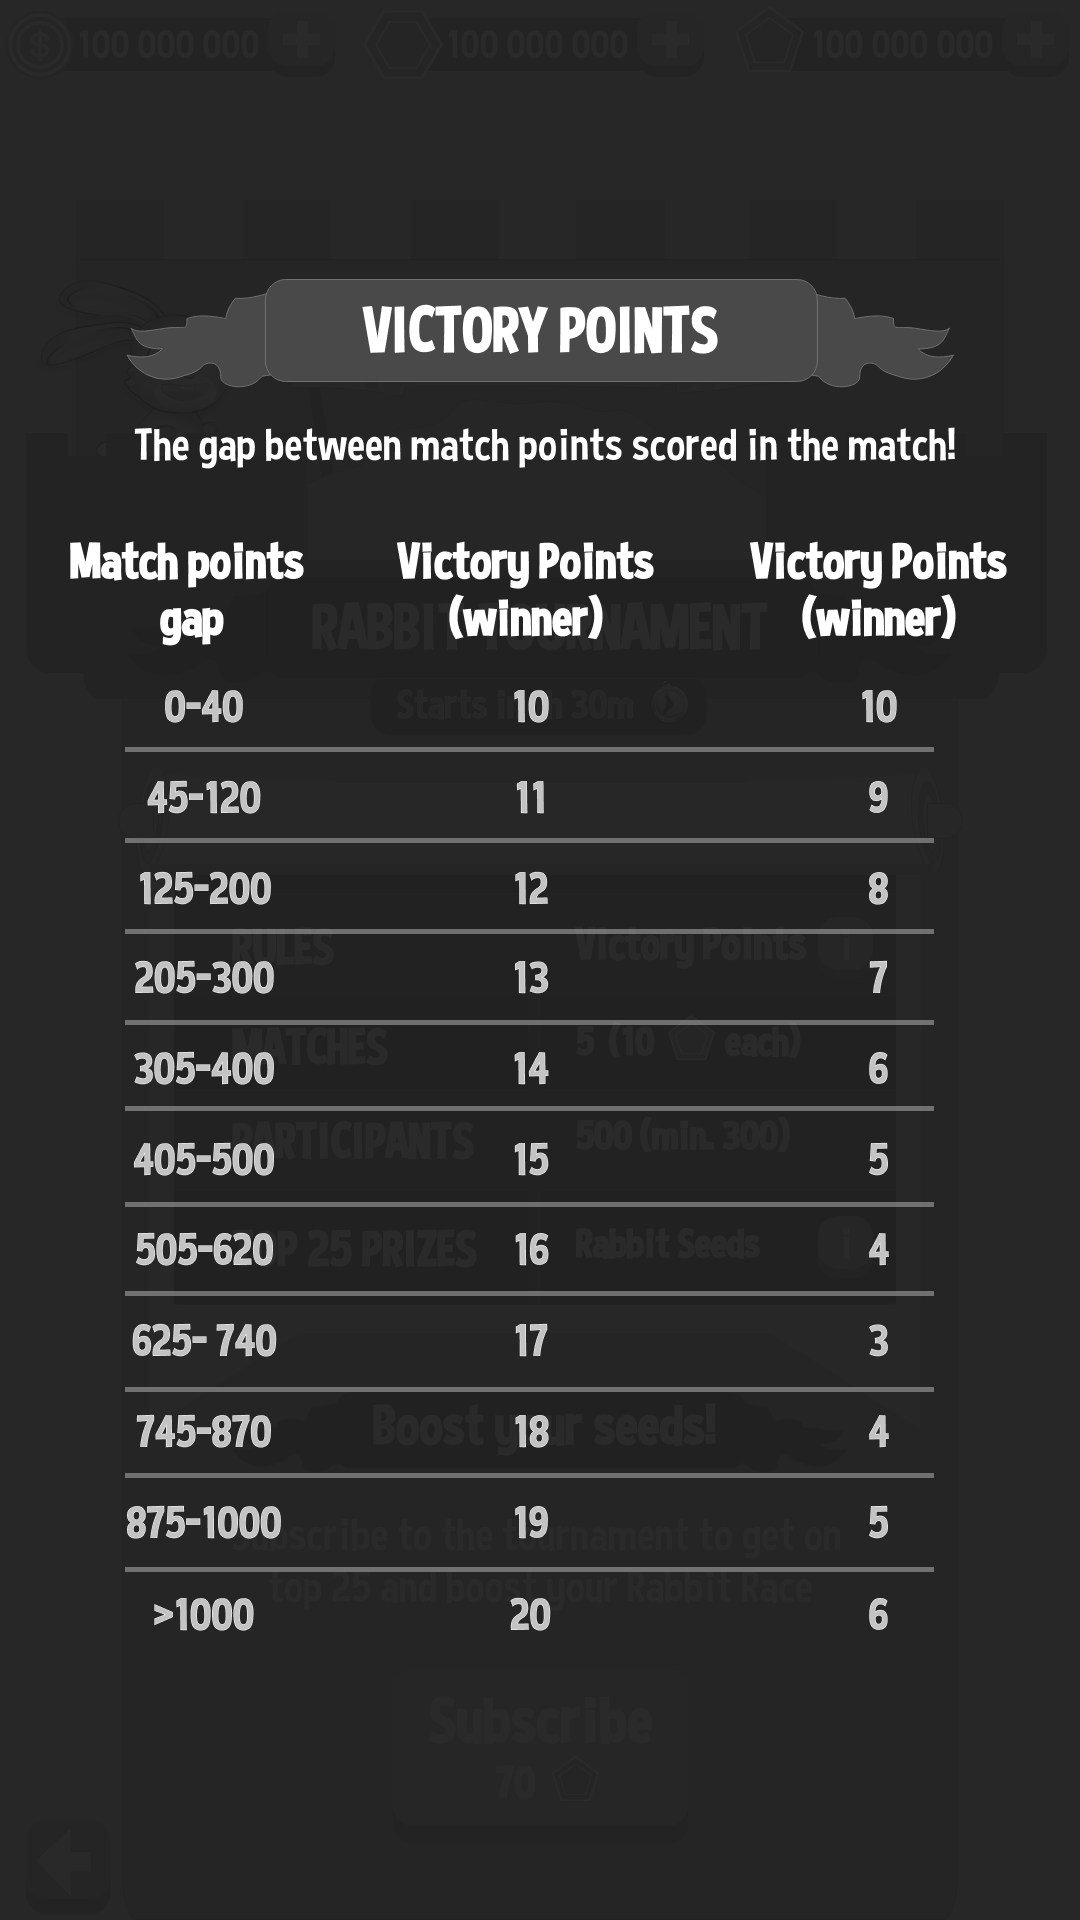 100 000 000 100 000 000 100 000 000
VICTORY POINTS
The gap between match points scored in the match!
Match points gap Victory Points (winner) Victory Points (winner)
RABBIT TOURNAMENT
0-40 10 10
Starts in h 30m
45-120 11 9
125-200 12 8
RULES Victory Points i
205-300 13 7
MATCHES 5 (10 each)
305-400 14 6
PARTICIPANTS 500 (min. 300)
405-500 15 5
TOP 25 PRIZES Rabbit Seeds i
505-620 16 4
625- 740 17 3
Boost your seeds!
745-870 18 4
875-1000 19 5
Subscribe to the tournament to get on
top 25 and boost your Rabbit Race
>1000 20 6
Subscribe
70